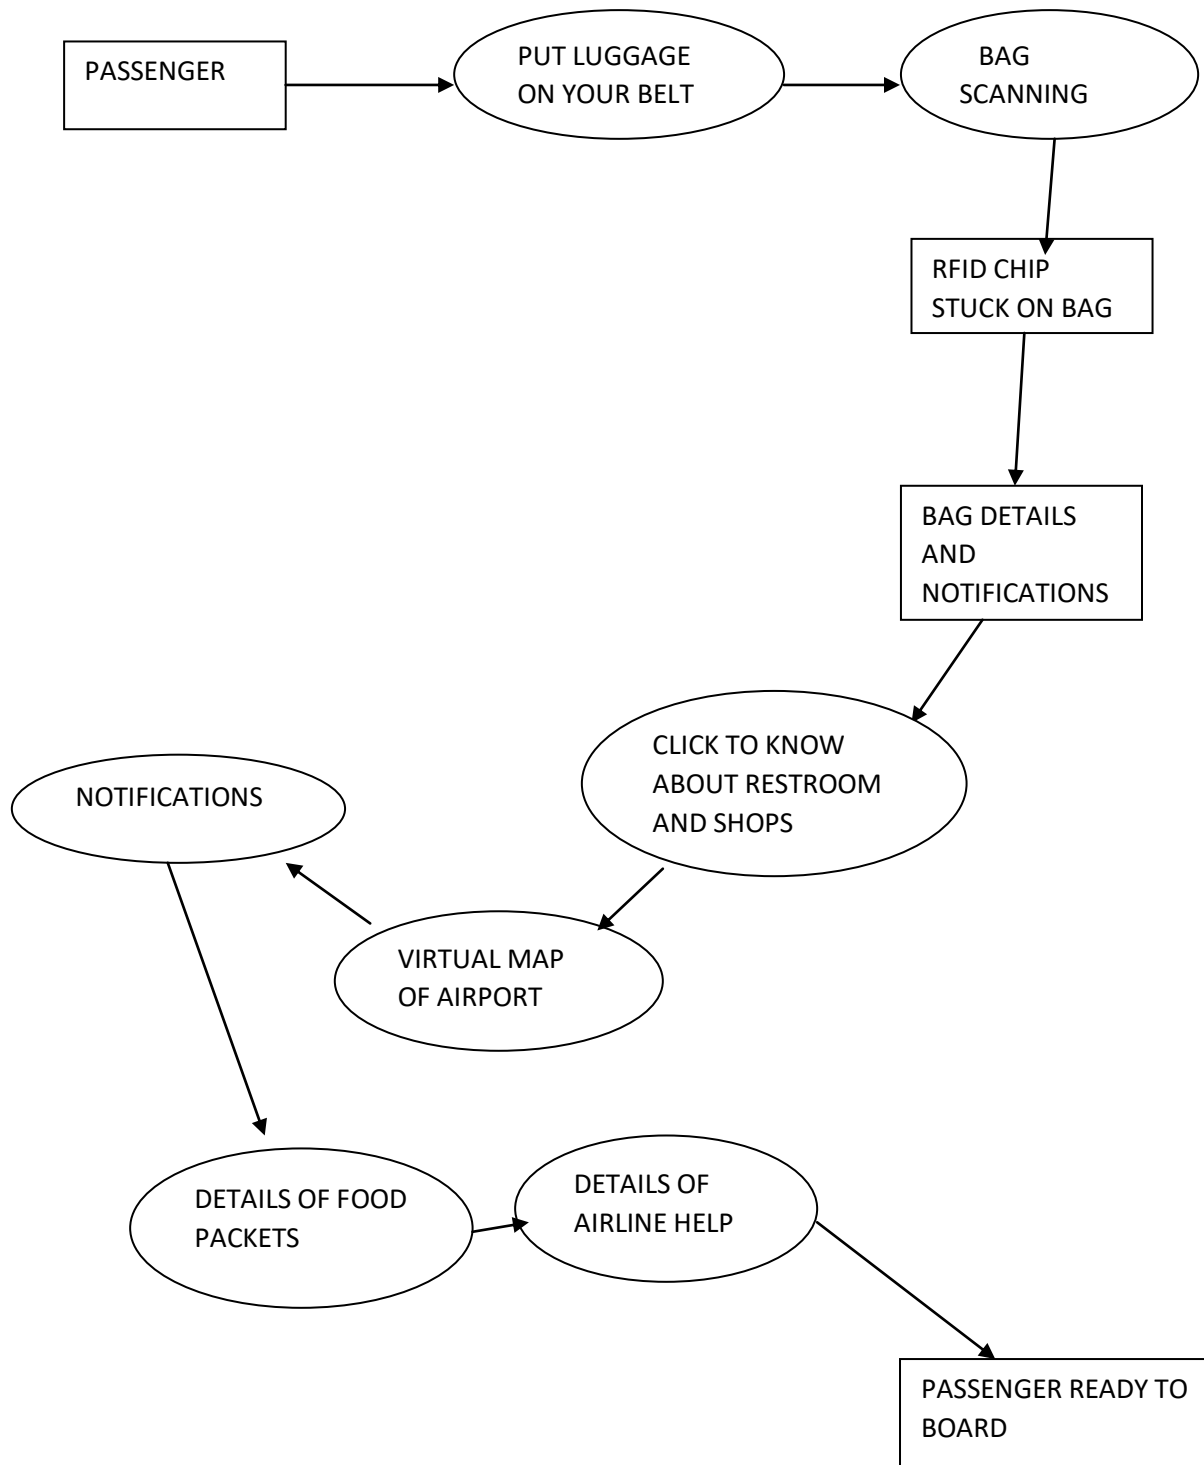 PASSENGER
PUT LUGGAGE
ON YOUR BELT
BAG
SCANNING
RFID CHIP
STUCK ON BAG
BAG DETAILS
AND
NOTIFICATIONS
CLICK TO KNOW
ABOUT RESTROOM
AND SHOPS
VIRTUAL MAP
OF AIRPORT
NOTIFICATIONS
DETAILS OF FOOD
PACKETS
DETAILS OF
AIRLINE HELP
PASSENGER READY TO
BOARD